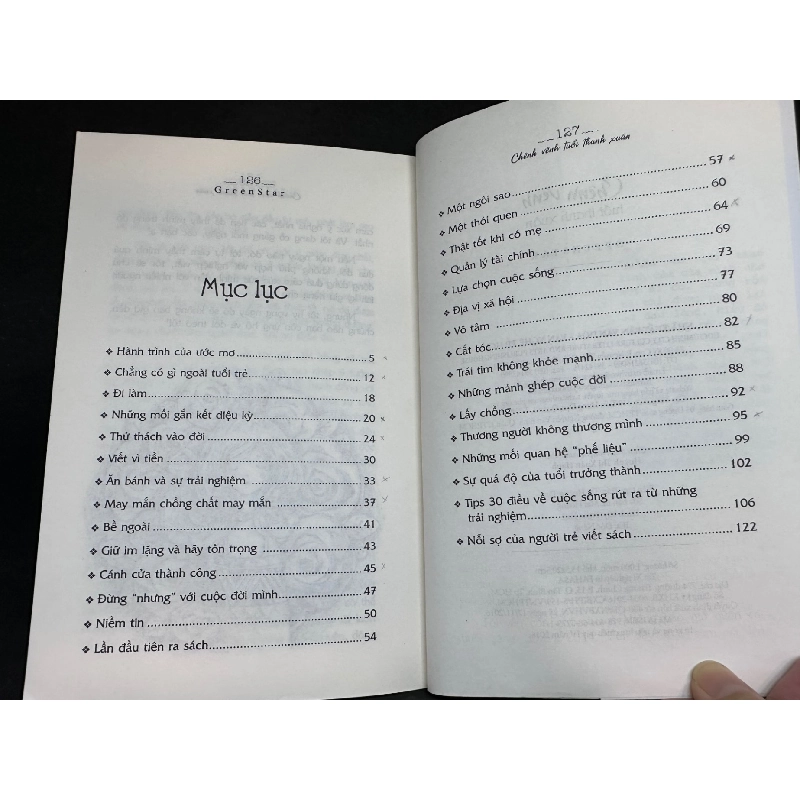 126
GreenStar
Mục lục
❖ Hành trình của ước mơ 5
❖ Chẳng có gì ngoài tuổi trẻ 12
❖ Đi làm 18
❖ Những mối gắn kết diệu kỳ 20
❖ Thử thách vào đời 24
❖ Viết vì tiền 30
❖ Ăn bánh và sự trải nghiệm 33
❖ May mắn chồng chất may mắn 37
❖ Bề ngoài 41
❖ Giữ im lặng và hãy tôn trọng 43
❖ Cánh cửa thành công 45
❖ Đừng "nhưng" với cuộc đời mình 47
❖ Niềm tin 50
❖ Lần đầu tiên ra sách 54
127
Chênh vênh tuổi thanh xuân
❖ Một ngôi sao 57
❖ Một thói quen 60
❖ Thật tốt khi có mẹ 64
❖ Quản lý tài chính 69
❖ Lựa chọn cuộc sống 73
❖ Địa vị xã hội 77
❖ Vô tâm 80
❖ Cắt tóc 82
❖ Trái tim không khỏe mạnh 85
❖ Những mảnh ghép cuộc đời 88
❖ Lấy chồng 92
❖ Thương người không thương mình 95
❖ Những mối quan hệ "phế liệu" 99
❖ Sự quá độ của tuổi trưởng thành 102
❖ Tips 30 điều về cuộc sống rút ra từ những
trải nghiệm 106
❖ Nỗi sợ của người trẻ viết sách 122